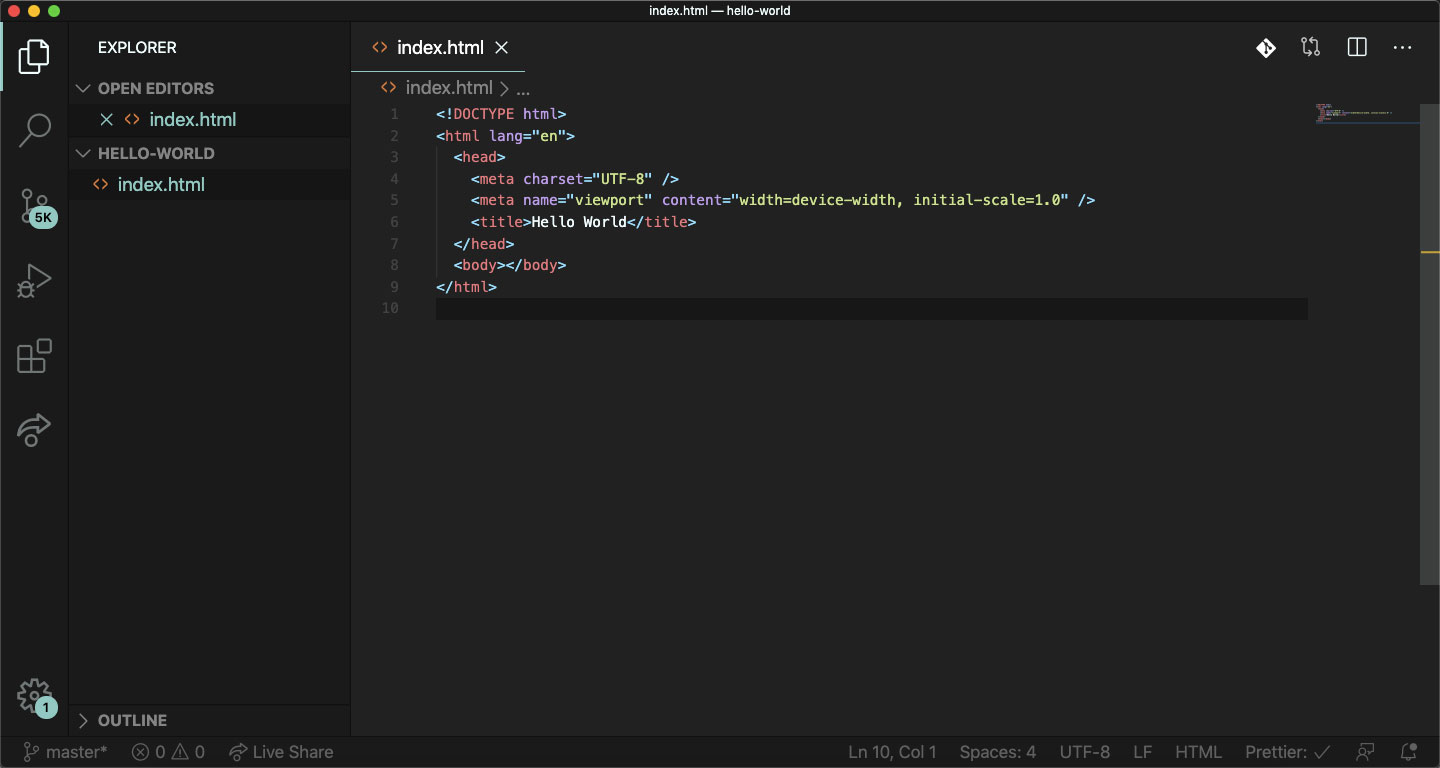 index.html — hello-world
EXPLORER
OPEN EDITORS
index.html
HELLO-WORLD
index.html
5K
1
OUTLINE
index.html
index.html > ...
1 <!DOCTYPE html>
2 <html lang="en">
3 <head>
4 <meta charset="UTF-8" />
5 <meta name="viewport" content="width=device-width, initial-scale=1.0" />
6 <title>Hello World</title>
7 </head>
8 <body></body>
9 </html>
10
master* 0 0 Live Share Ln 10, Col 1 Spaces: 4 UTF-8 LF HTML Prettier: ✓